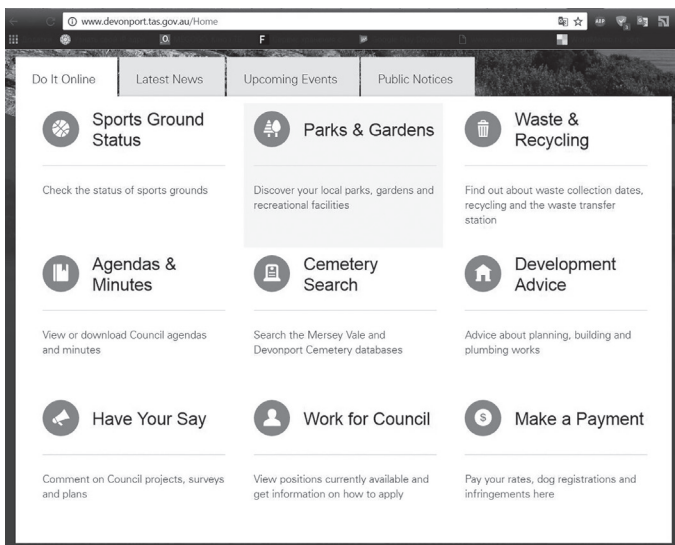 www.devonport.tas.gov.au/Home
Do It Online
Latest News
Upcoming Events
Public Notices
Sports Ground
Status
Check the status of sports grounds
Parks & Gardens
Discover your local parks, gardens and
recreational facilities
Waste &
Recycling
Find out about waste collection dates,
recycling and the waste transfer
station
Agendas &
Minutes
View or download Council agendas
and minutes
Cemetery
Search
Search the Mersey Vale and
Devonport Cemetery databases
Development
Advice
Advice about planning, building and
plumbing works
Have Your Say
Comment on Council projects, surveys
and plans
Work for Council
View positions currently available and
get information on how to apply
$
Make a Payment
Pay your rates, dog registrations and
infringements here